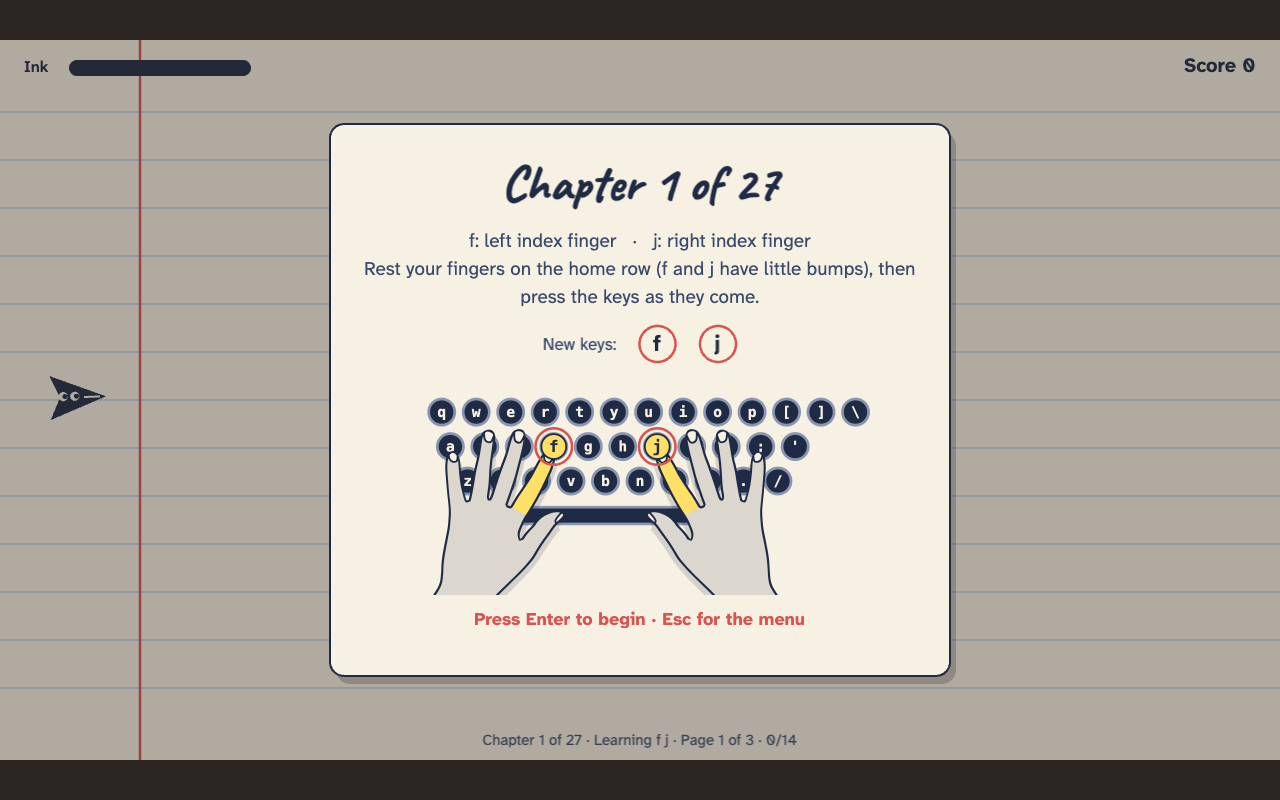 Ink
Score 0
Chapter 1 of 27
f: left index finger · j: right index finger
Rest your fingers on the home row (f and j have little bumps), then
press the keys as they come.
New keys: f j
q w e r t y u i o p [ ] \
a f g h j ; '
z v b n . /
Press Enter to begin · Esc for the menu
Chapter 1 of 27 · Learning f j · Page 1 of 3 · 0/14